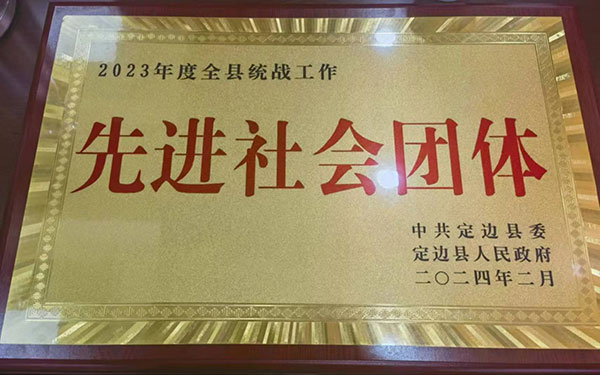 2023年度全县统战工作
先进社会团体
中共定边县委
定边县人民政府
二〇二四年二月